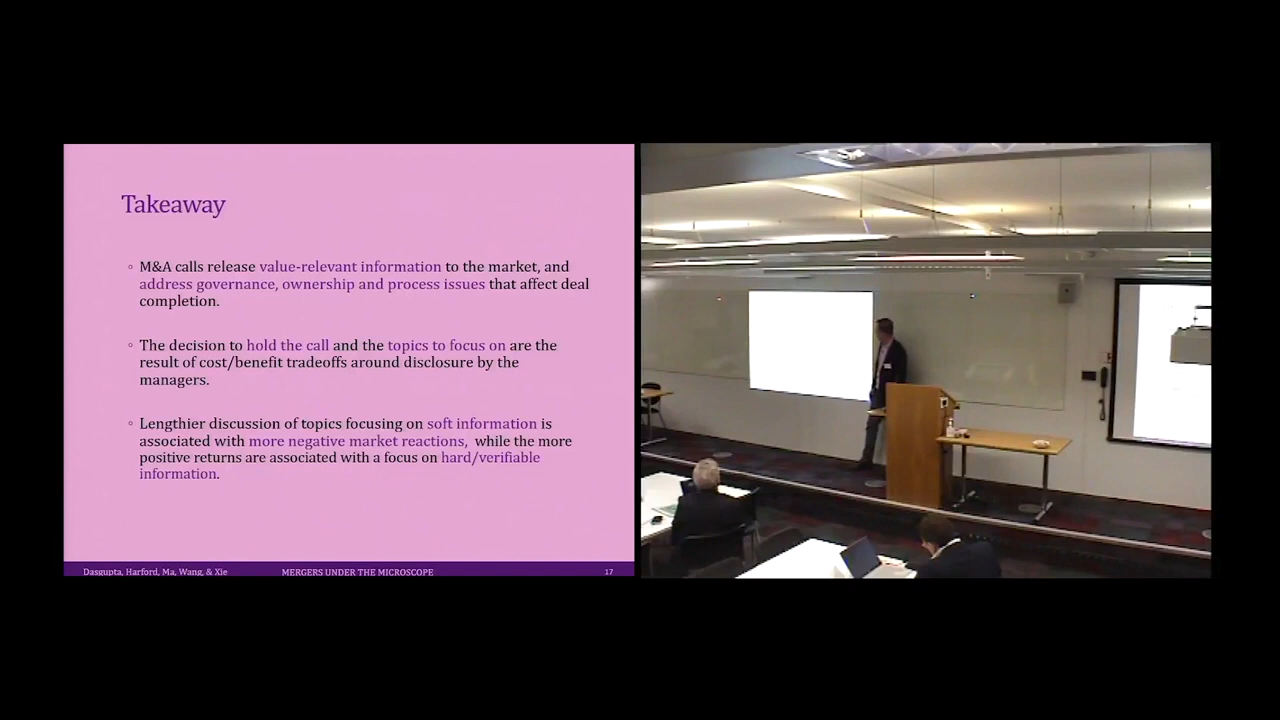 Takeaway
◦ M&A calls release value-relevant information to the market, and
address governance, ownership and process issues that affect deal
completion.
◦ The decision to hold the call and the topics to focus on are the
result of cost/benefit tradeoffs around disclosure by the
managers.
◦ Lengthier discussion of topics focusing on soft information is
associated with more negative market reactions, while the more
positive returns are associated with a focus on hard/verifiable
information.
Dasgupta, Harford, Ma, Wang, & Xie MERGERS UNDER THE MICROSCOPE 17